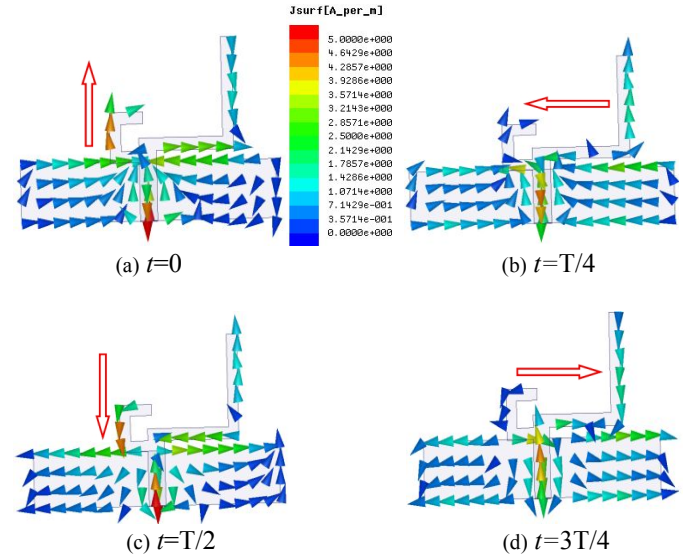 Jsurf[A_per_m]
5.0000e+000
4.6429e+000
4.2857e+000
3.9286e+000
3.5714e+000
3.2143e+000
2.8571e+000
2.5000e+000
2.1429e+000
1.7857e+000
1.4286e+000
1.0714e+000
7.1429e-001
3.5714e-001
0.0000e+000
(a) t=0
(b) t=T/4
(c) t=T/2
(d) t=3T/4